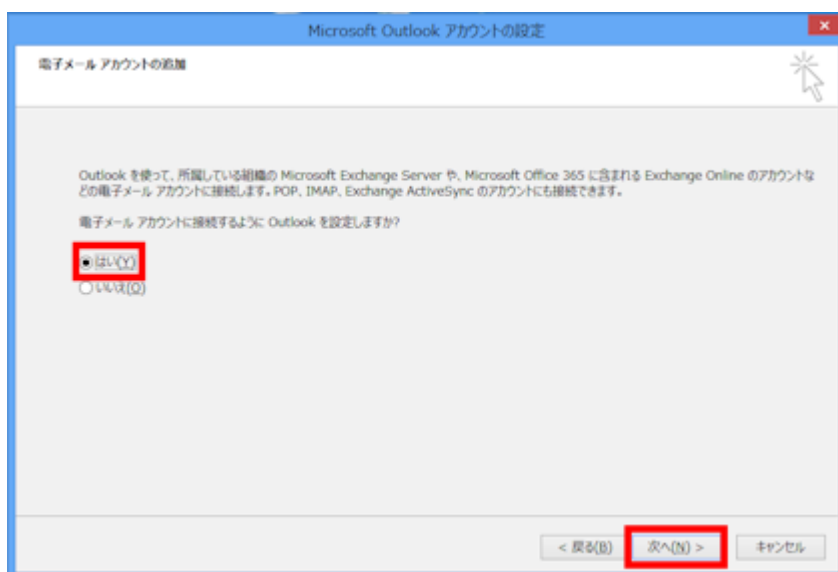 Microsoft Outlook アカウントの設定
電子メール アカウントの追加
Outlook を使って、所属している組織の Microsoft Exchange Server や、Microsoft Office 365 に含まれる Exchange Online のアカウントな
どの電子メール アカウントに接続します。POP、IMAP、Exchange ActiveSync のアカウントにも接続できます。
電子メール アカウントに接続するように Outlook を設定しますか?
はい(Y)
いいえ(O)
< 戻る(B) 次へ(N) > キャンセル